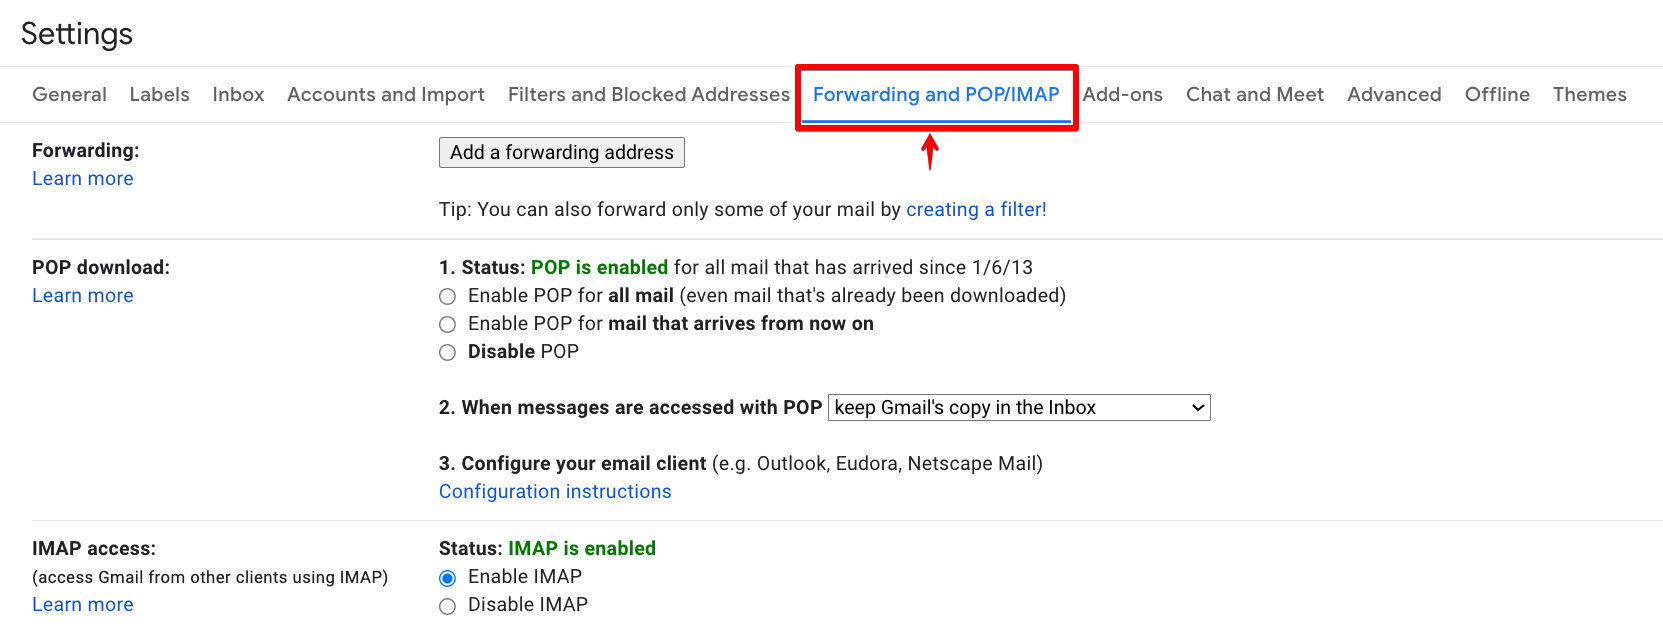 Settings
General Labels Inbox Accounts and Import Filters and Blocked Addresses Forwarding and POP/IMAP Add-ons Chat and Meet Advanced Offline Themes
Forwarding: Add a forwarding address
Learn more
Tip: You can also forward only some of your mail by creating a filter!
POP download: 1. Status: POP is enabled for all mail that has arrived since 1/6/13
Learn more Enable POP for all mail (even mail that's already been downloaded)
Enable POP for mail that arrives from now on
Disable POP
2. When messages are accessed with POP keep Gmail's copy in the Inbox
3. Configure your email client (e.g. Outlook, Eudora, Netscape Mail)
Configuration instructions
IMAP access: Status: IMAP is enabled
(access Gmail from other clients using IMAP) Enable IMAP
Learn more Disable IMAP